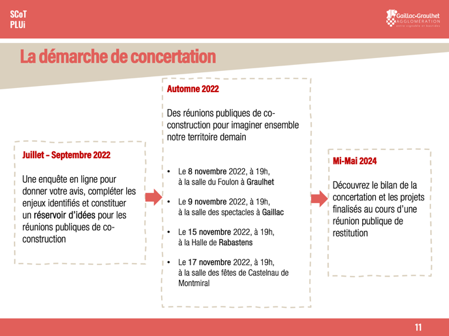 SCoT
PLUi
Gaillac•Graulhet
AGGLOMÉRATION
La démarche de concertation
Juillet – Septembre 2022
Une enquête en ligne pour
donner votre avis, compléter les
enjeux identifiés et constituer
un réservoir d'idées pour les
réunions publiques de co-
construction
Automne 2022
Des réunions publiques de co-
construction pour imaginer ensemble
notre territoire demain
• Le 8 novembre 2022, à 19h,
à la salle du Foulon à Graulhet
• Le 9 novembre 2022, à 19h,
à la salle des spectacles à Gaillac
• Le 15 novembre 2022, à 19h,
à la Halle de Rabastens
• Le 17 novembre 2022, à 19h,
à la salle des fêtes de Castelnau de
Montmiral
Mi-Mai 2024
Découvrez le bilan de la
concertation et les projets
finalisés au cours d'une
réunion publique de
restitution
11